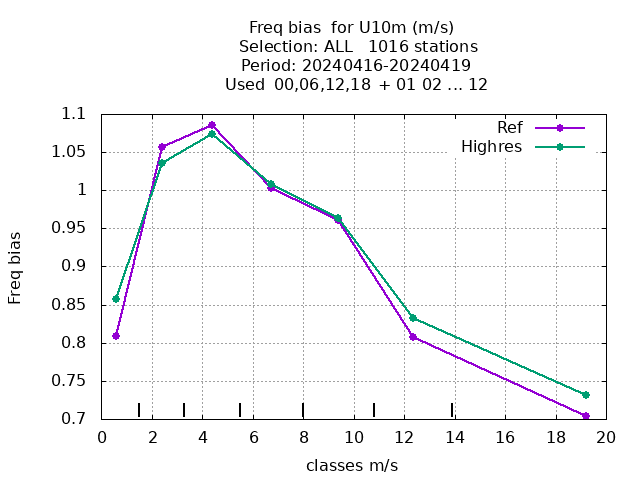 Freq bias  for U10m (m/s)
Selection: ALL   1016 stations
Period: 20240416-20240419
Used  00,06,12,18 + 01 02 ... 12
Ref
Highres
1.1
1.05
1
0.95
0.9
0.85
0.8
0.75
0.7
Freq bias
0 2 4 6 8 10 12 14 16 18 20
classes m/s